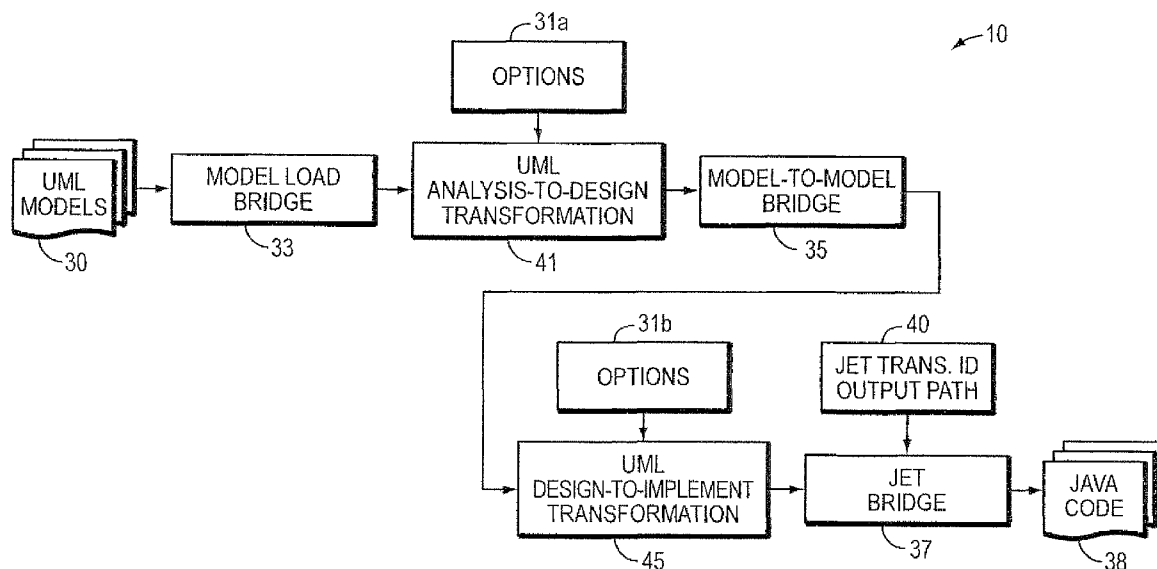 31a
OPTIONS
10
UML
MODELS
30
MODEL LOAD
BRIDGE
33
UML
ANALYSIS-TO-DESIGN
TRANSFORMATION
41
MODEL-TO-MODEL
BRIDGE
35
31b
OPTIONS
40
JET TRANS. ID
OUTPUT PATH
UML
DESIGN-TO-IMPLEMENT
TRANSFORMATION
45
JET
BRIDGE
37
JAVA
CODE
38